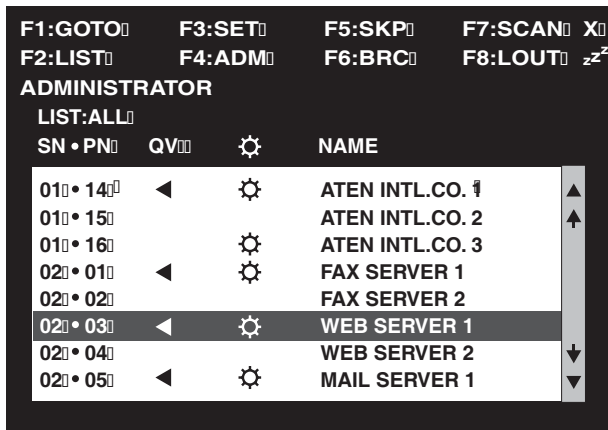 F1:GOTO F3:SET F5:SKP F7:SCAN X
F2:LIST F4:ADM F6:BRC F8:LOUT zZZ
ADMINISTRATOR
LIST:ALL
SN • PN QV NAME
01 • 14 ATEN INTL.CO. 1
01 • 15 ATEN INTL.CO. 2
01 • 16 ATEN INTL.CO. 3
02 • 01 FAX SERVER 1
02 • 02 FAX SERVER 2
02 • 03 WEB SERVER 1
02 • 04 WEB SERVER 2
02 • 05 MAIL SERVER 1